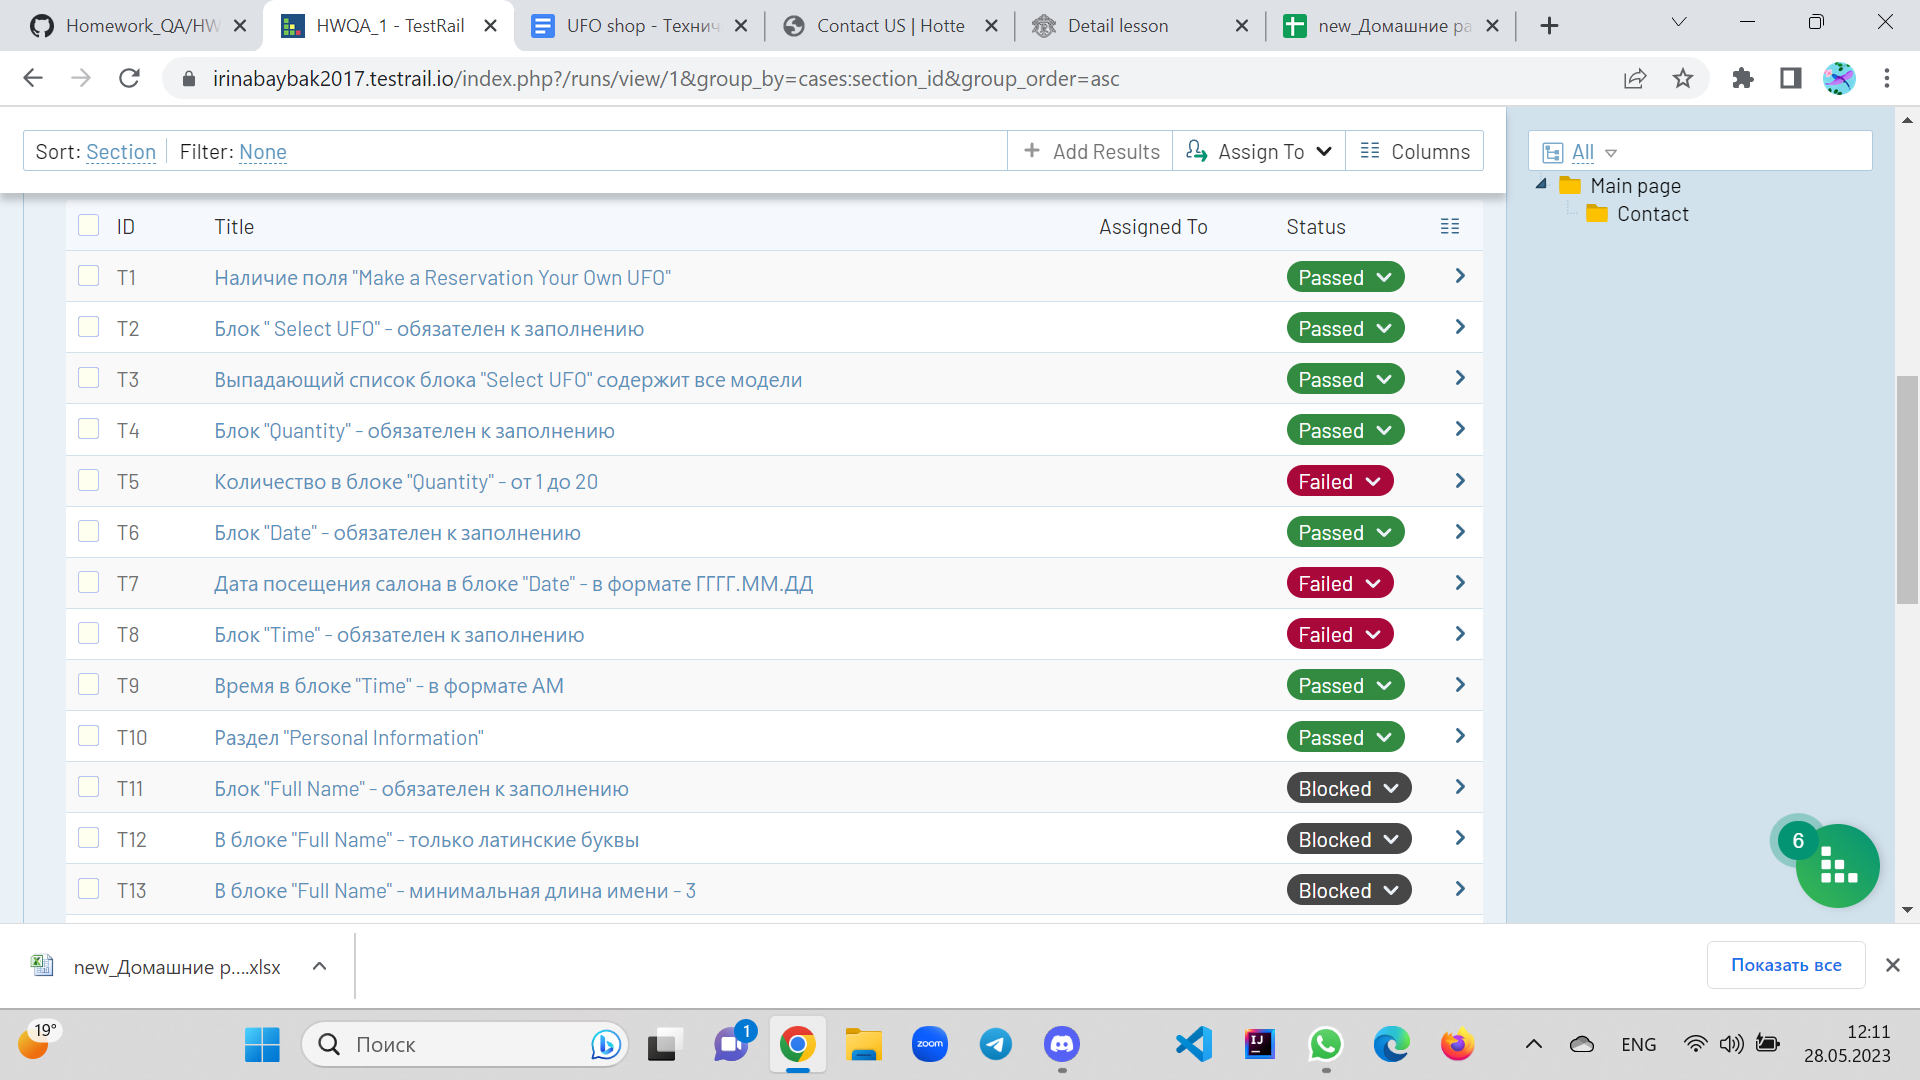 Homework_QA/HW
HWQA_1 - TestRail
UFO shop - Технич
Contact US | Hotte
Detail lesson
new_Домашние ра
irinabaybak2017.testrail.io/index.php?/runs/view/1&group_by=cases:section_id&group_order=asc
Sort: Section Filter: None
Add Results
Assign To
Columns
All
Main page
Contact
ID Title Assigned To Status
T1 Наличие поля "Make a Reservation Your Own UFO" Passed
T2 Блок " Select UFO" - обязателен к заполнению Passed
T3 Выпадающий список блока "Select UFO" содержит все модели Passed
T4 Блок "Quantity" - обязателен к заполнению Passed
T5 Количество в блоке "Quantity" - от 1 до 20 Failed
T6 Блок "Date" - обязателен к заполнению Passed
T7 Дата посещения салона в блоке "Date" - в формате ГГГГ.ММ.ДД Failed
T8 Блок "Time" - обязателен к заполнению Failed
T9 Время в блоке "Time" - в формате AM Passed
T10 Раздел "Personal Information" Passed
T11 Блок "Full Name" - обязателен к заполнению Blocked
T12 В блоке "Full Name" - только латинские буквы Blocked
T13 В блоке "Full Name" - минимальная длина имени - 3 Blocked
6
new_Домашние р....xlsx
Показать все
19°
Поиск
1
zoom
IJ
ENG
12:11
28.05.2023